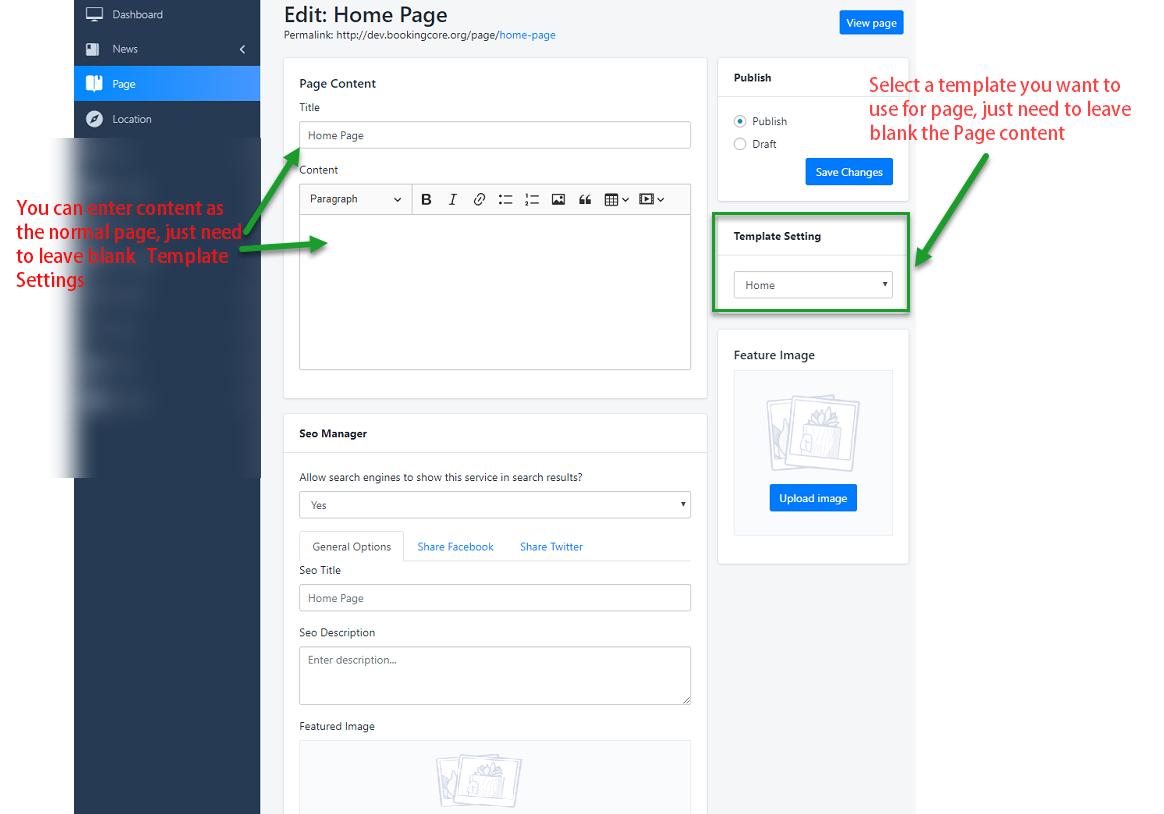 Dashboard
News
Page
Location
Edit: Home Page
Permalink: http://dev.bookingcore.org/page/home-page
View page
Page Content
Title
Home Page
Content
Paragraph
B I
You can enter content as
the normal page, just need
to leave blank Template
Settings
Seo Manager
Allow search engines to show this service in search results?
Yes
General Options Share Facebook Share Twitter
Seo Title
Home Page
Seo Description
Enter description...
Featured Image
Publish
Publish
Draft
Save Changes
Select a template you want to
use for page, just need to leave
blank the Page content
Template Setting
Home
Feature Image
Upload image